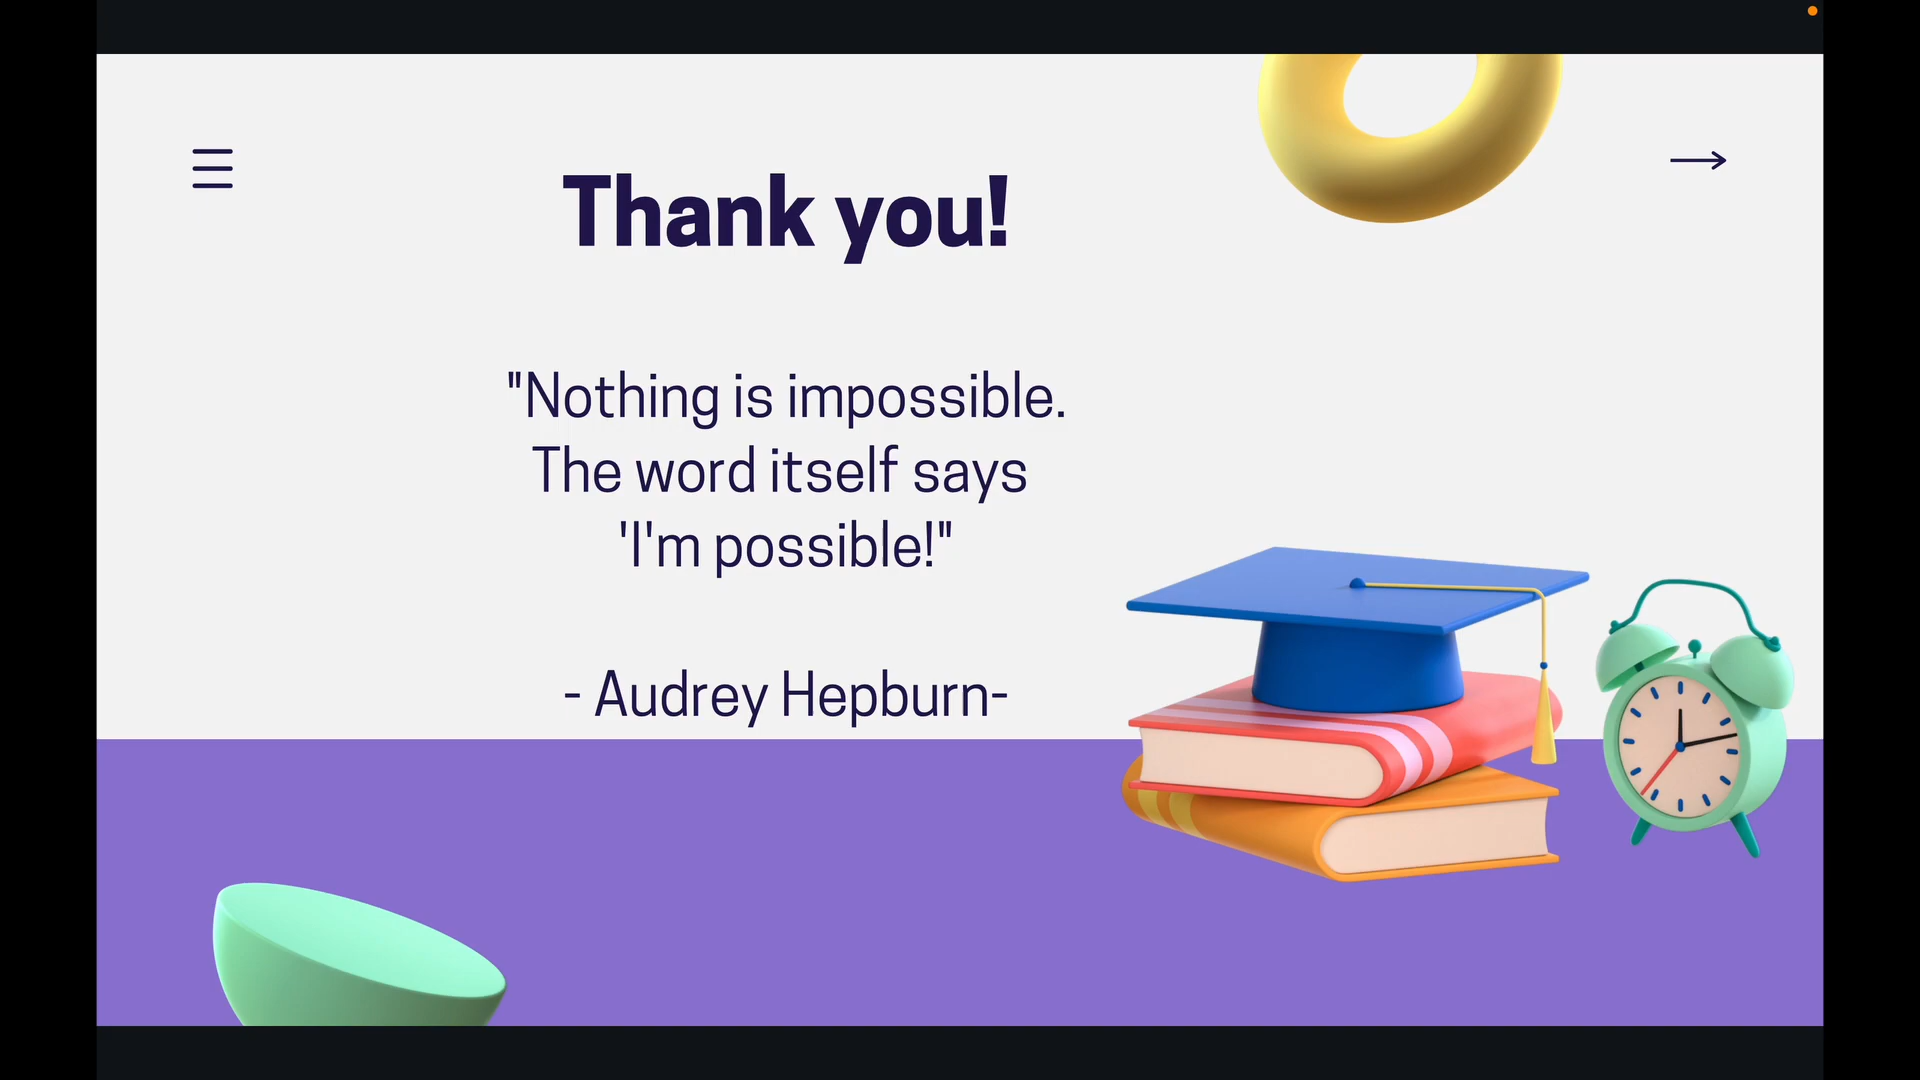 Thank you!
"Nothing is impossible.
The word itself says
'I'm possible!"
- Audrey Hepburn-